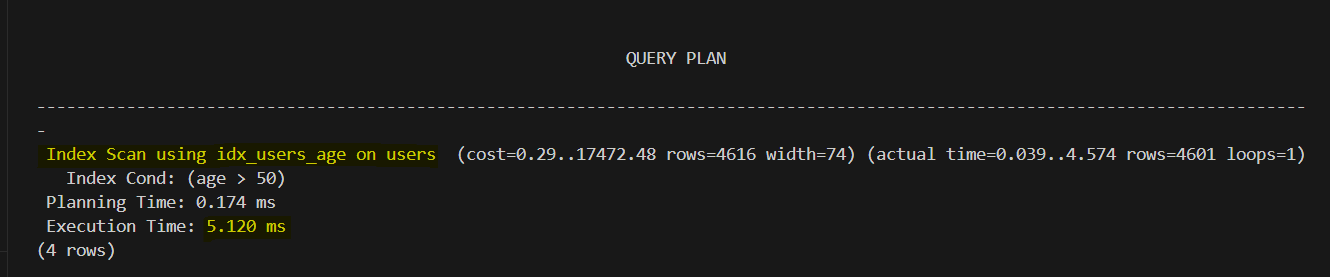 QUERY PLAN
-------------------------------------------------------------------------------------------------------------------------------
-
Index Scan using idx_users_age on users  (cost=0.29..17472.48 rows=4616 width=74) (actual time=0.039..4.574 rows=4601 loops=1)
Index Cond: (age > 50)
Planning Time: 0.174 ms
Execution Time: 5.120 ms
(4 rows)